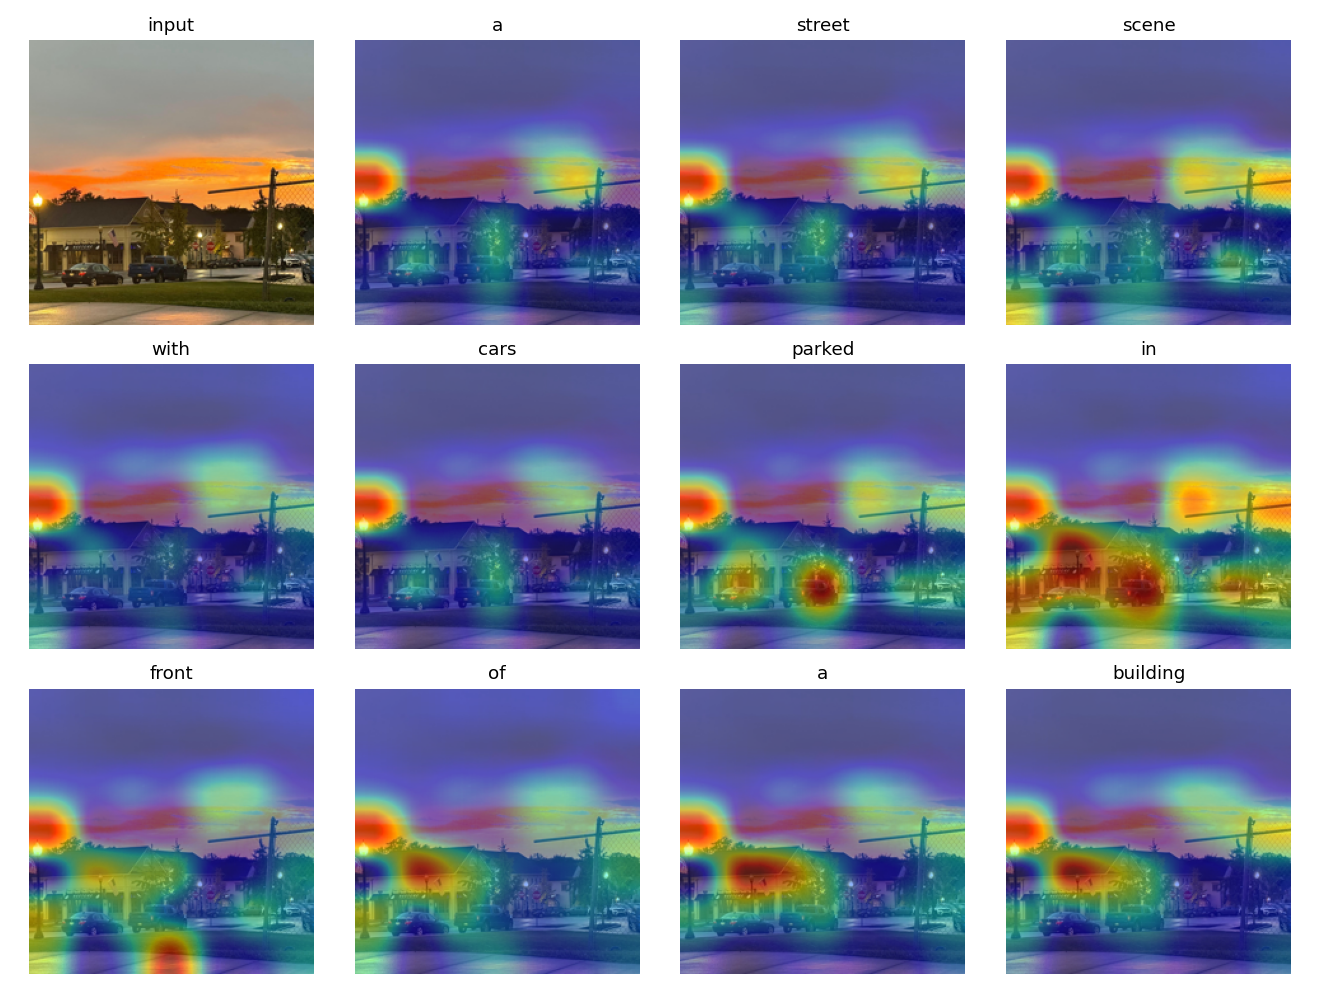 input a street scene
with cars parked in
front of a building